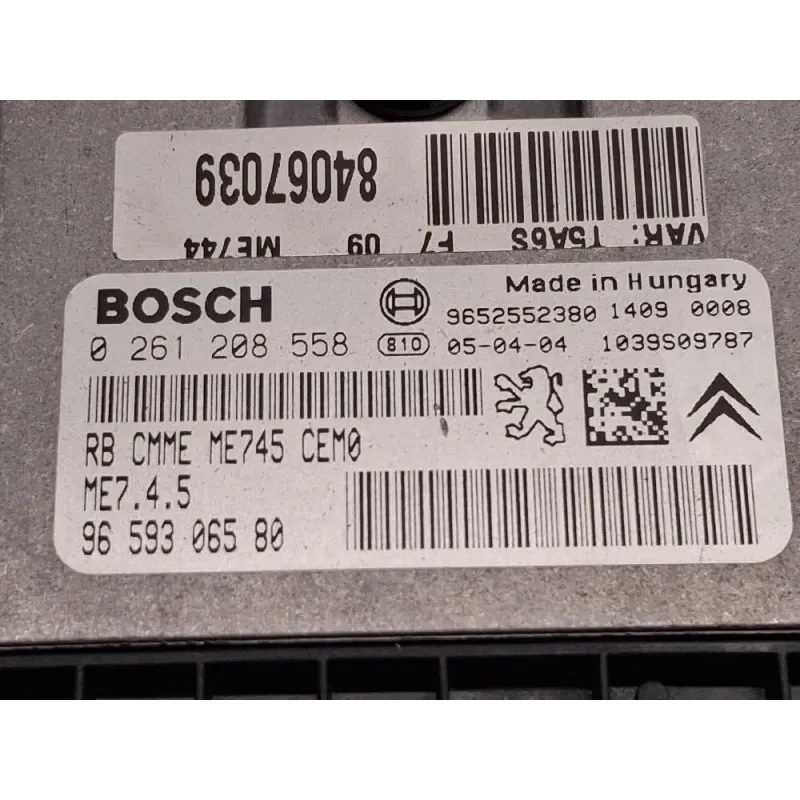 84067039
VAR: T5A6S F7 09 ME744
BOSCH
Made in Hungary
9652552380 1409 0008
0 261 208 558 810 05-04-04 1039S09787
RB CMME ME745 CEM0
ME7.4.5
96 593 065 80